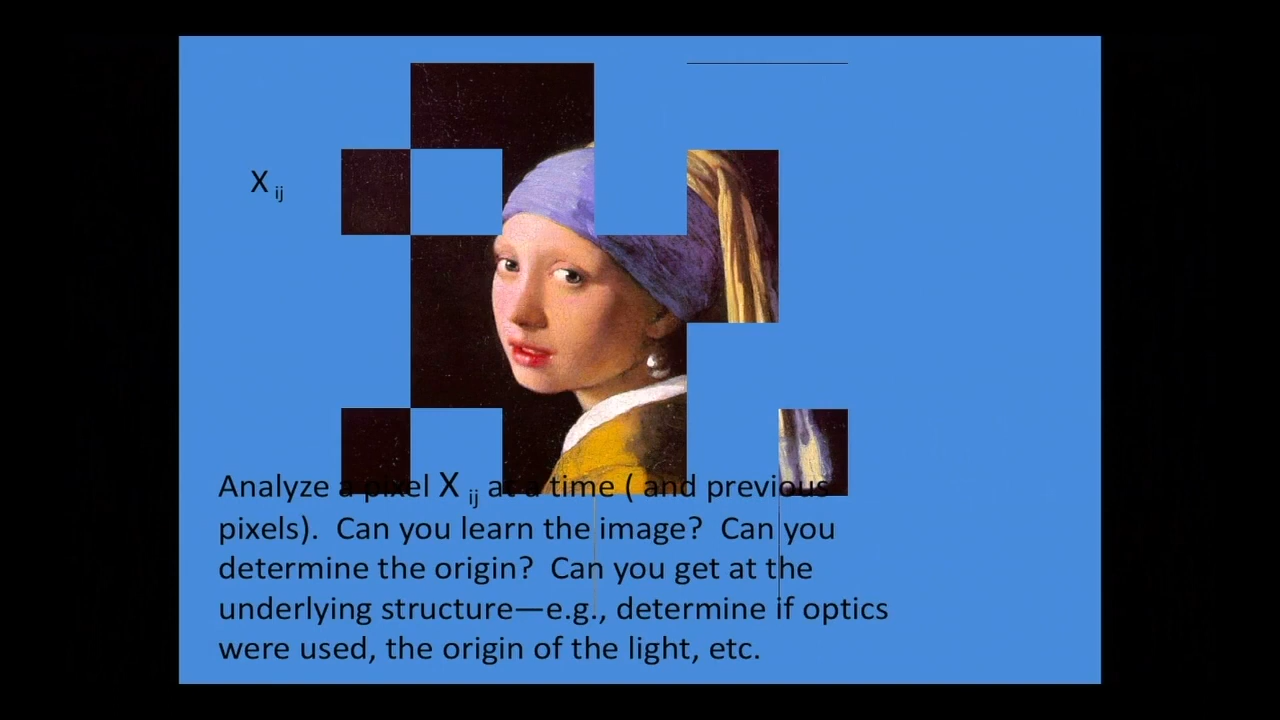 X ij
Analyze a pixel X ij at a time ( and previous
pixels). Can you learn the image? Can you
determine the origin? Can you get at the
underlying structure—e.g., determine if optics
were used, the origin of the light, etc.